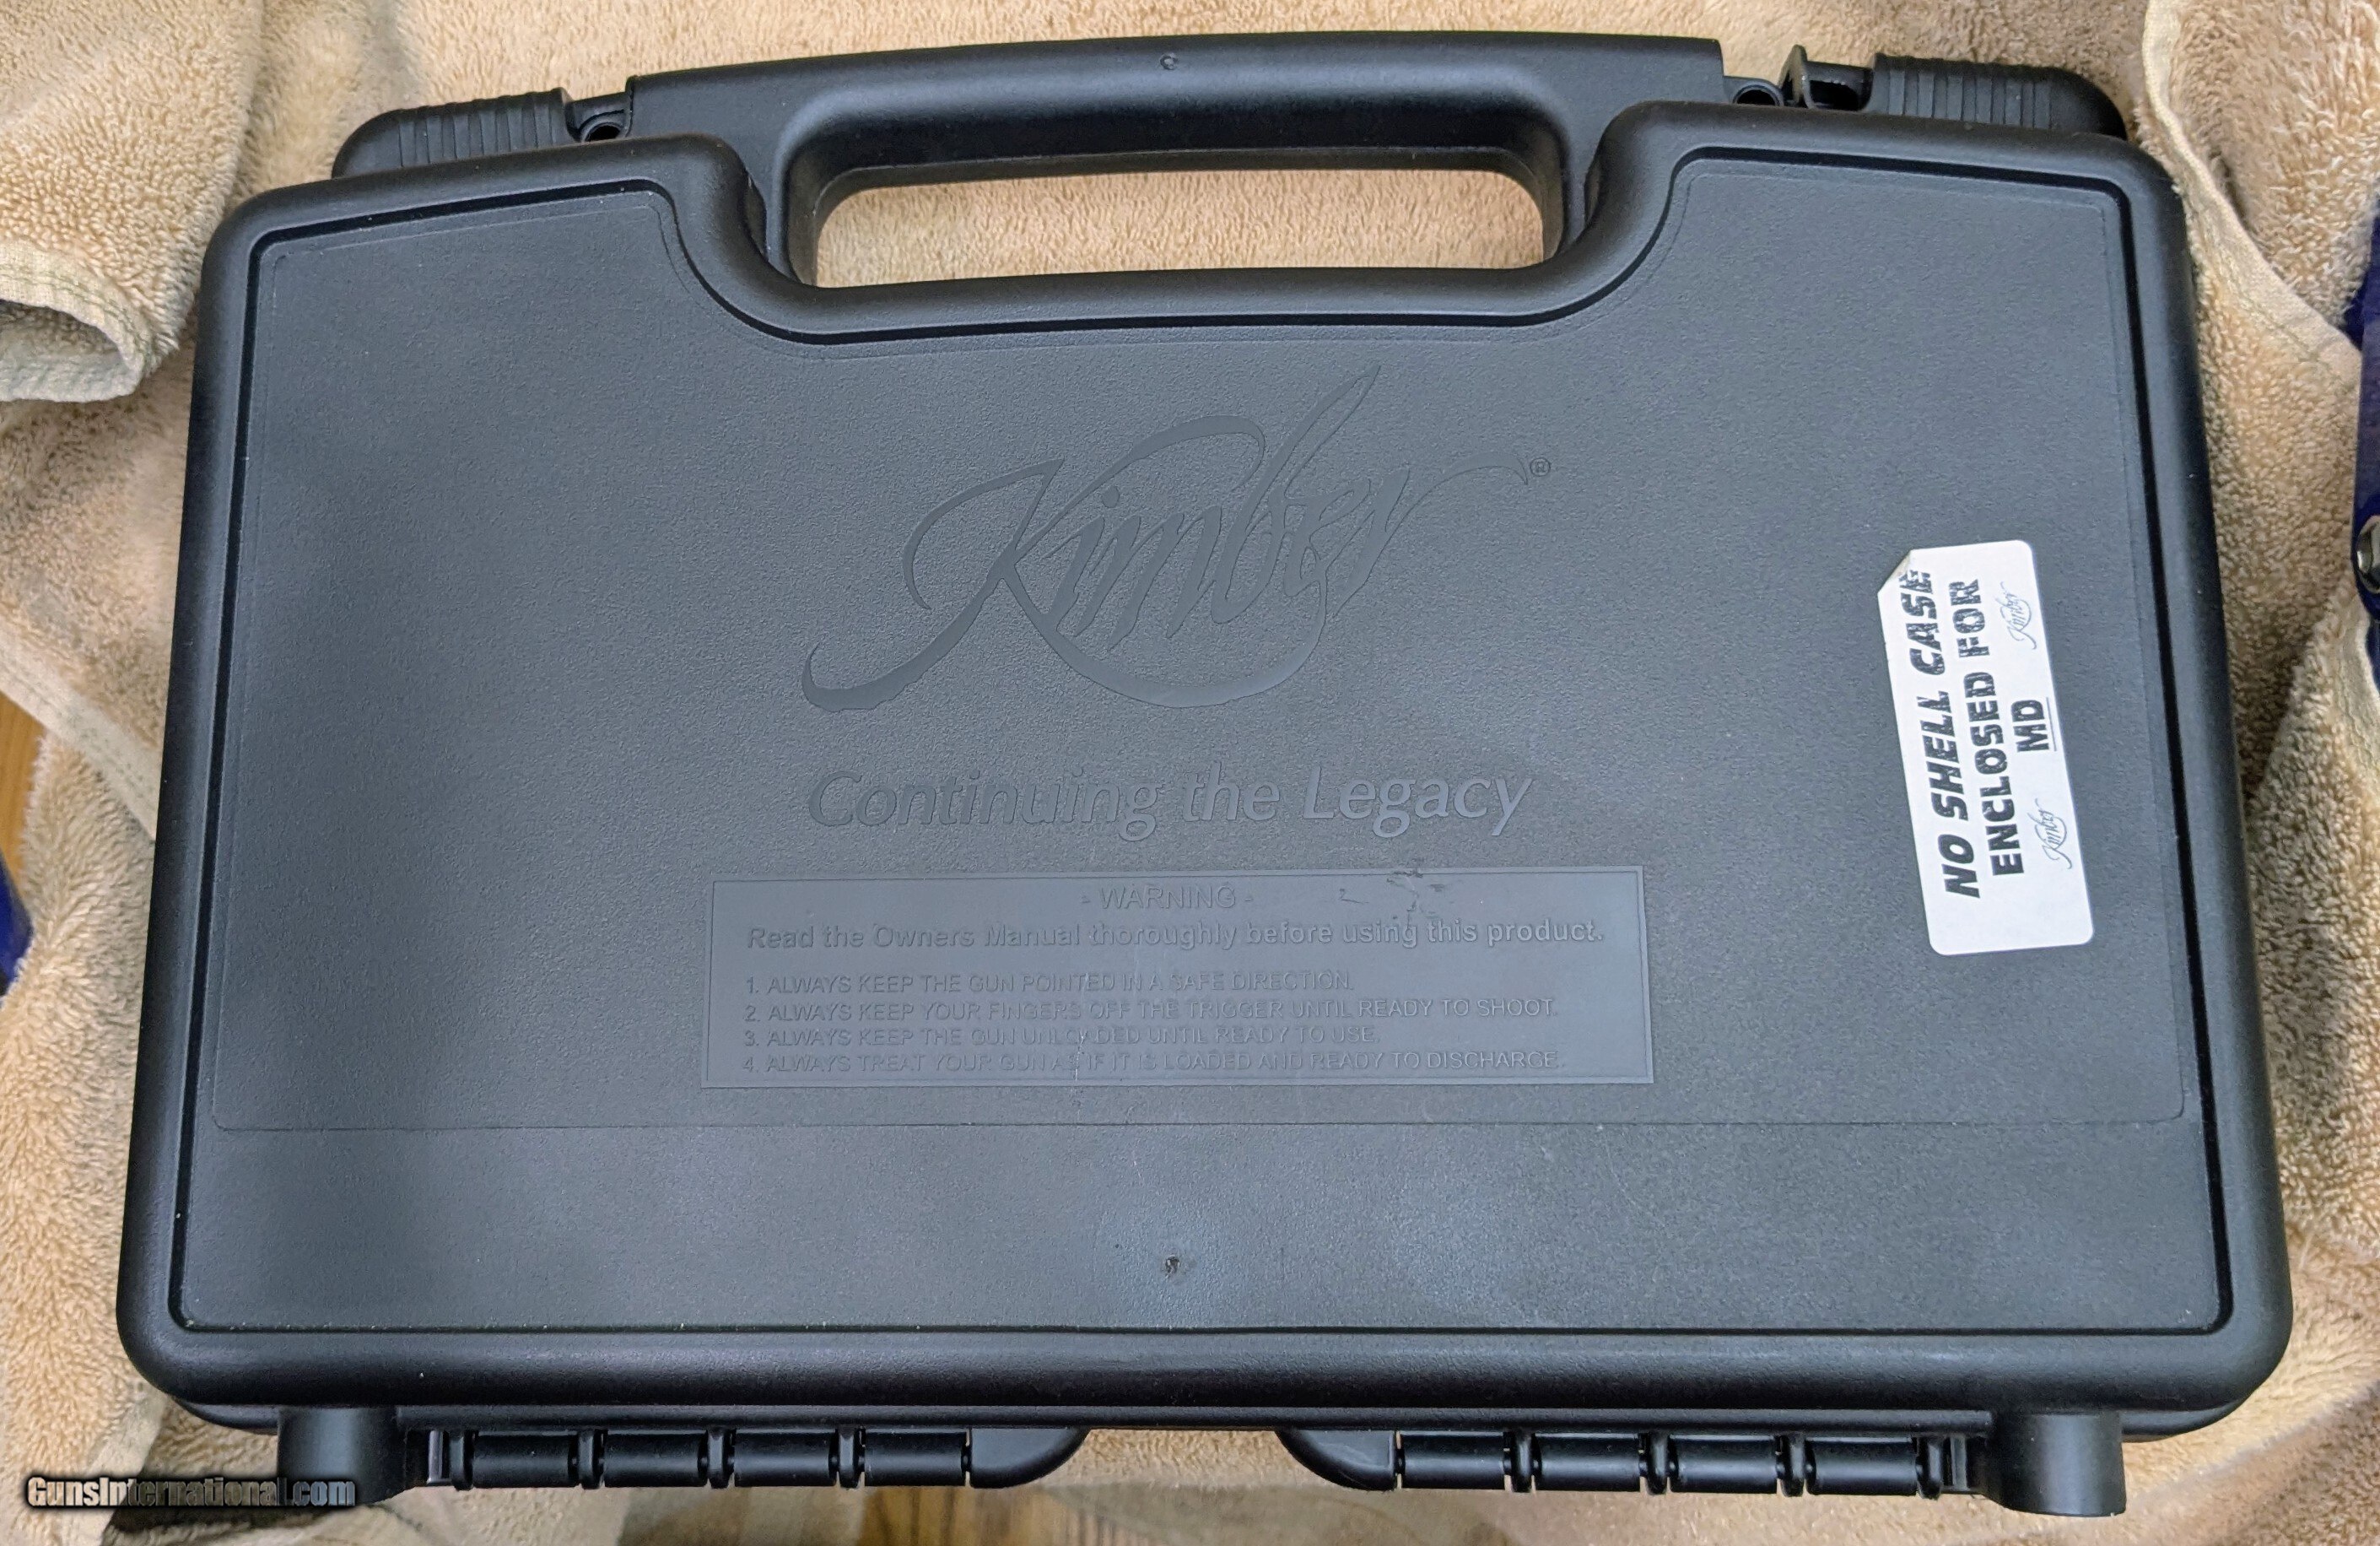 Kimber®
Continuing the Legacy
- WARNING -
Read the Owners Manual thoroughly before using this product.
1. ALWAYS KEEP THE GUN POINTED IN A SAFE DIRECTION.
2. ALWAYS KEEP YOUR FINGERS OFF THE TRIGGER UNTIL READY TO SHOOT.
3. ALWAYS KEEP THE GUN UNLOADED UNTIL READY TO USE.
4. ALWAYS TREAT YOUR GUN AS IF IT IS LOADED AND READY TO DISCHARGE.
NO SHELL CASE
ENCLOSED FOR
MD
Kimber
Kimber
GunsInternational.com